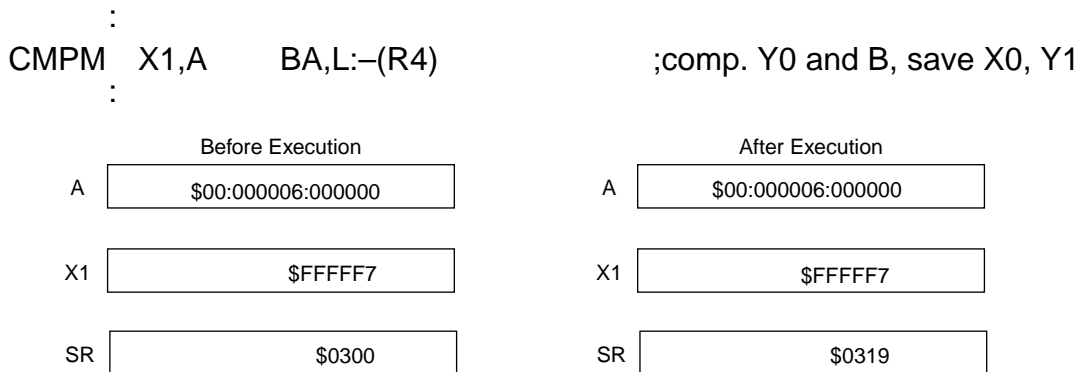 :
CMPM X1,A BA,L:–(R4) ;comp. Y0 and B, save X0, Y1
:
Before Execution After Execution
A $00:000006:000000 A $00:000006:000000
X1 $FFFFF7 X1 $FFFFF7
SR $0300 SR $0319